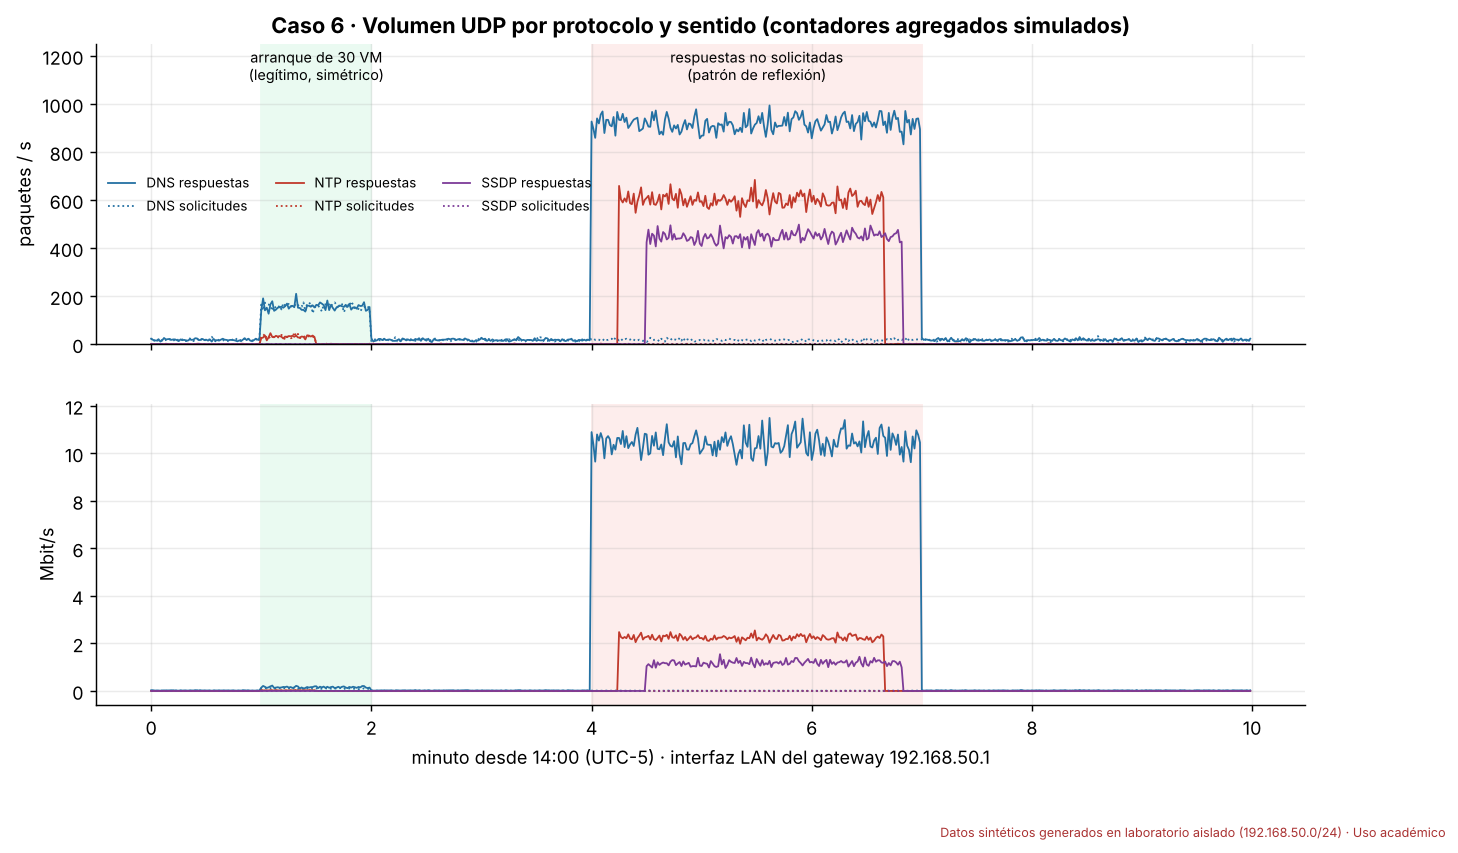 Caso 6 · Volumen UDP por protocolo y sentido (contadores agregados simulados)
arranque de 30 VM
(legítimo, simétrico)
respuestas no solicitadas
(patrón de reflexión)
paquetes / s
1200
1000
800
600
400
200
0
DNS respuestas
NTP respuestas
SSDP respuestas
DNS solicitudes
NTP solicitudes
SSDP solicitudes
Mbit/s
12
10
8
6
4
2
0
0 2 4 6 8 10
minuto desde 14:00 (UTC-5) · interfaz LAN del gateway 192.168.50.1
Datos sintéticos generados en laboratorio aislado (192.168.50.0/24) · Uso académico